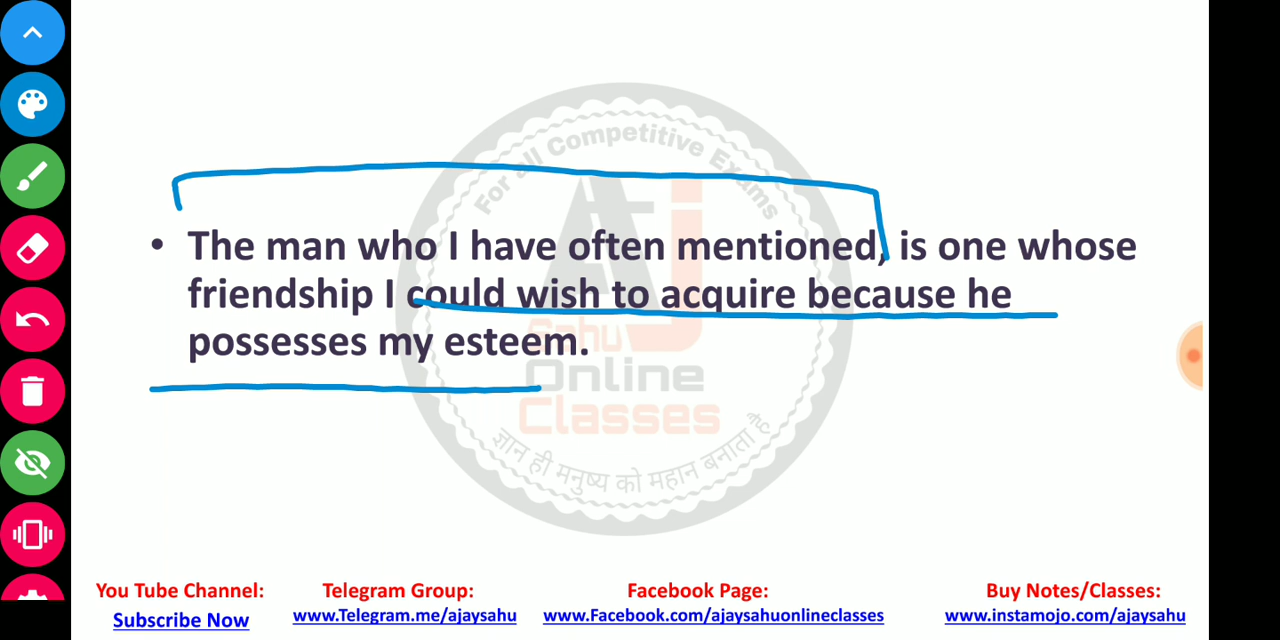 For all Competitive Exams
• The man who I have often mentioned, is one whose
friendship I could wish to acquire because he
possesses my esteem.
Sahu
Online
Classes
ज्ञान ही मनुष्य को महान बनाता है
You Tube Channel: Telegram Group: Facebook Page: Buy Notes/Classes:
Subscribe Now www.Telegram.me/ajaysahu www.Facebook.com/ajaysahuonlineclasses www.instamojo.com/ajaysahu